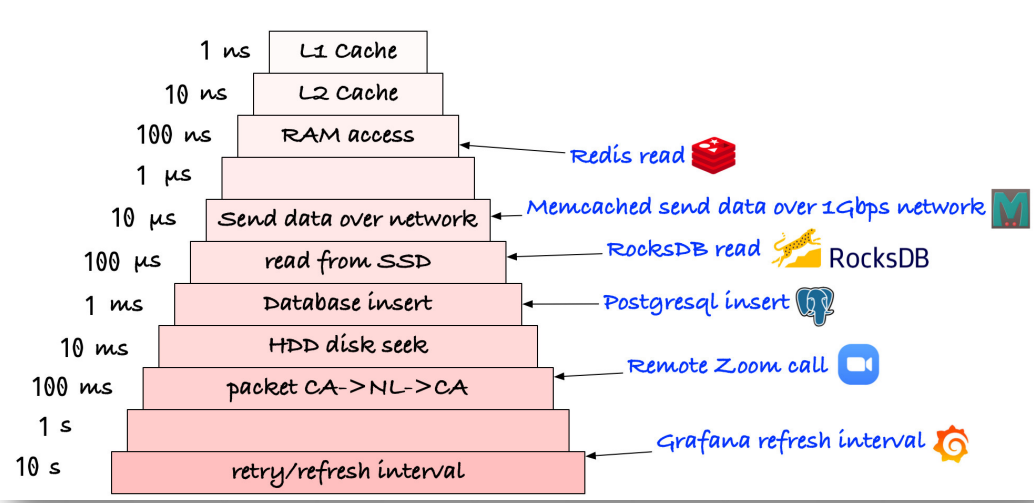 1 ns L1 Cache
10 ns L2 Cache
100 ns RAM access
Redis read
1 µs
10 µs Send data over network
Memcached send data over 1Gbps network
100 µs read from SSD
RocksDB read RocksDB
1 ms Database insert
Postgresql insert
10 ms HDD disk seek
100 ms packet CA->NL->CA
Remote Zoom call
1 s
10 s retry/refresh interval
Grafana refresh interval